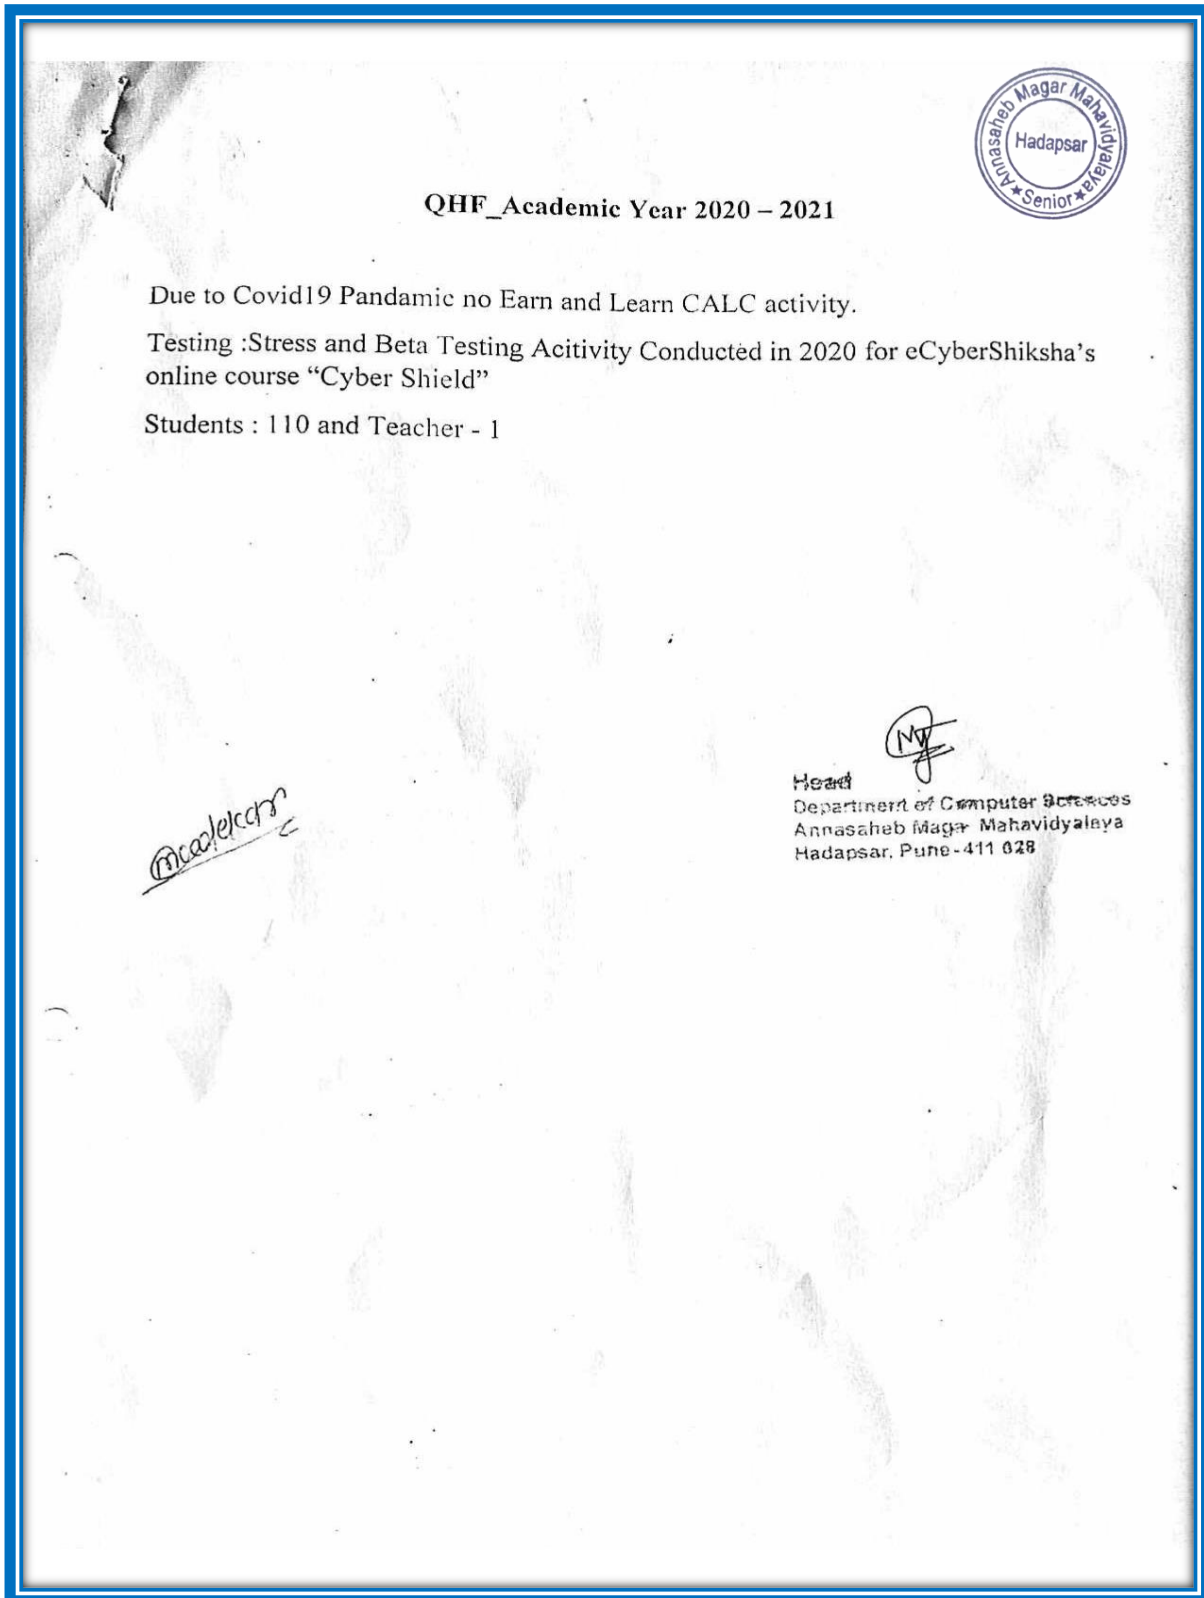 Annasaheb Magar Mahavidyalaya
Hadapsar
★Senior★
QHF_Academic Year 2020 – 2021
Due to Covid19 Pandamic no Earn and Learn CALC activity.
Testing :Stress and Beta Testing Acitivity Conducted in 2020 for eCyberShiksha’s
online course “Cyber Shield”
Students : 110 and Teacher - 1
Head
Department of Computer Sciences
Annasaheb Magar Mahavidyalaya
Hadapsar, Pune-411 028